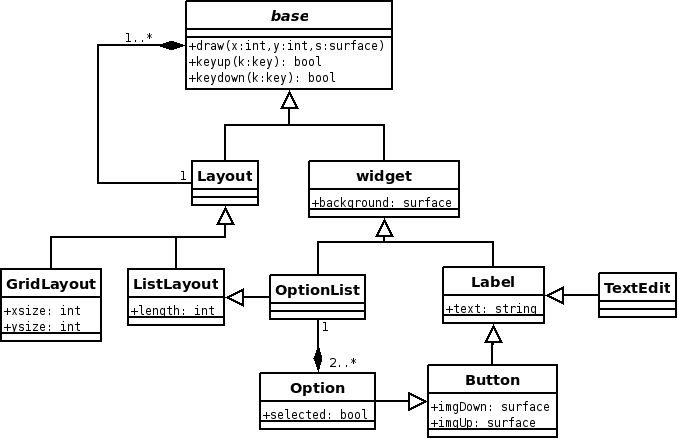 base
+draw(x:int,y:int,s:surface)
+keyup(k:key): bool
+keydown(k:key): bool
1..*
1
Layout
widget
+background: surface
GridLayout
+xsize: int
+ysize: int
ListLayout
+length: int
OptionList
Label
+text: string
TextEdit
1
2..*
Option
+selected: bool
Button
+imgDown: surface
+imgUp: surface